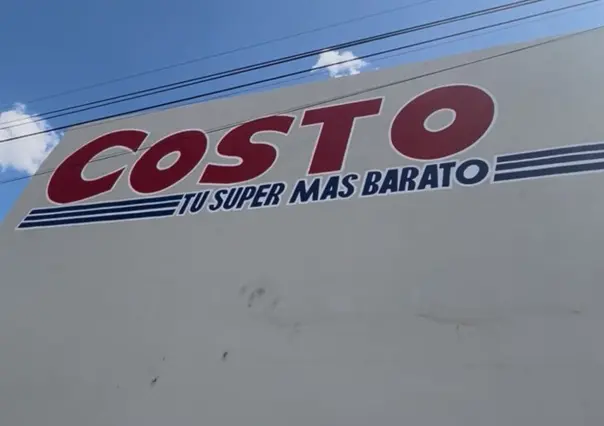 COSTO
TU SUPER MAS BARATO